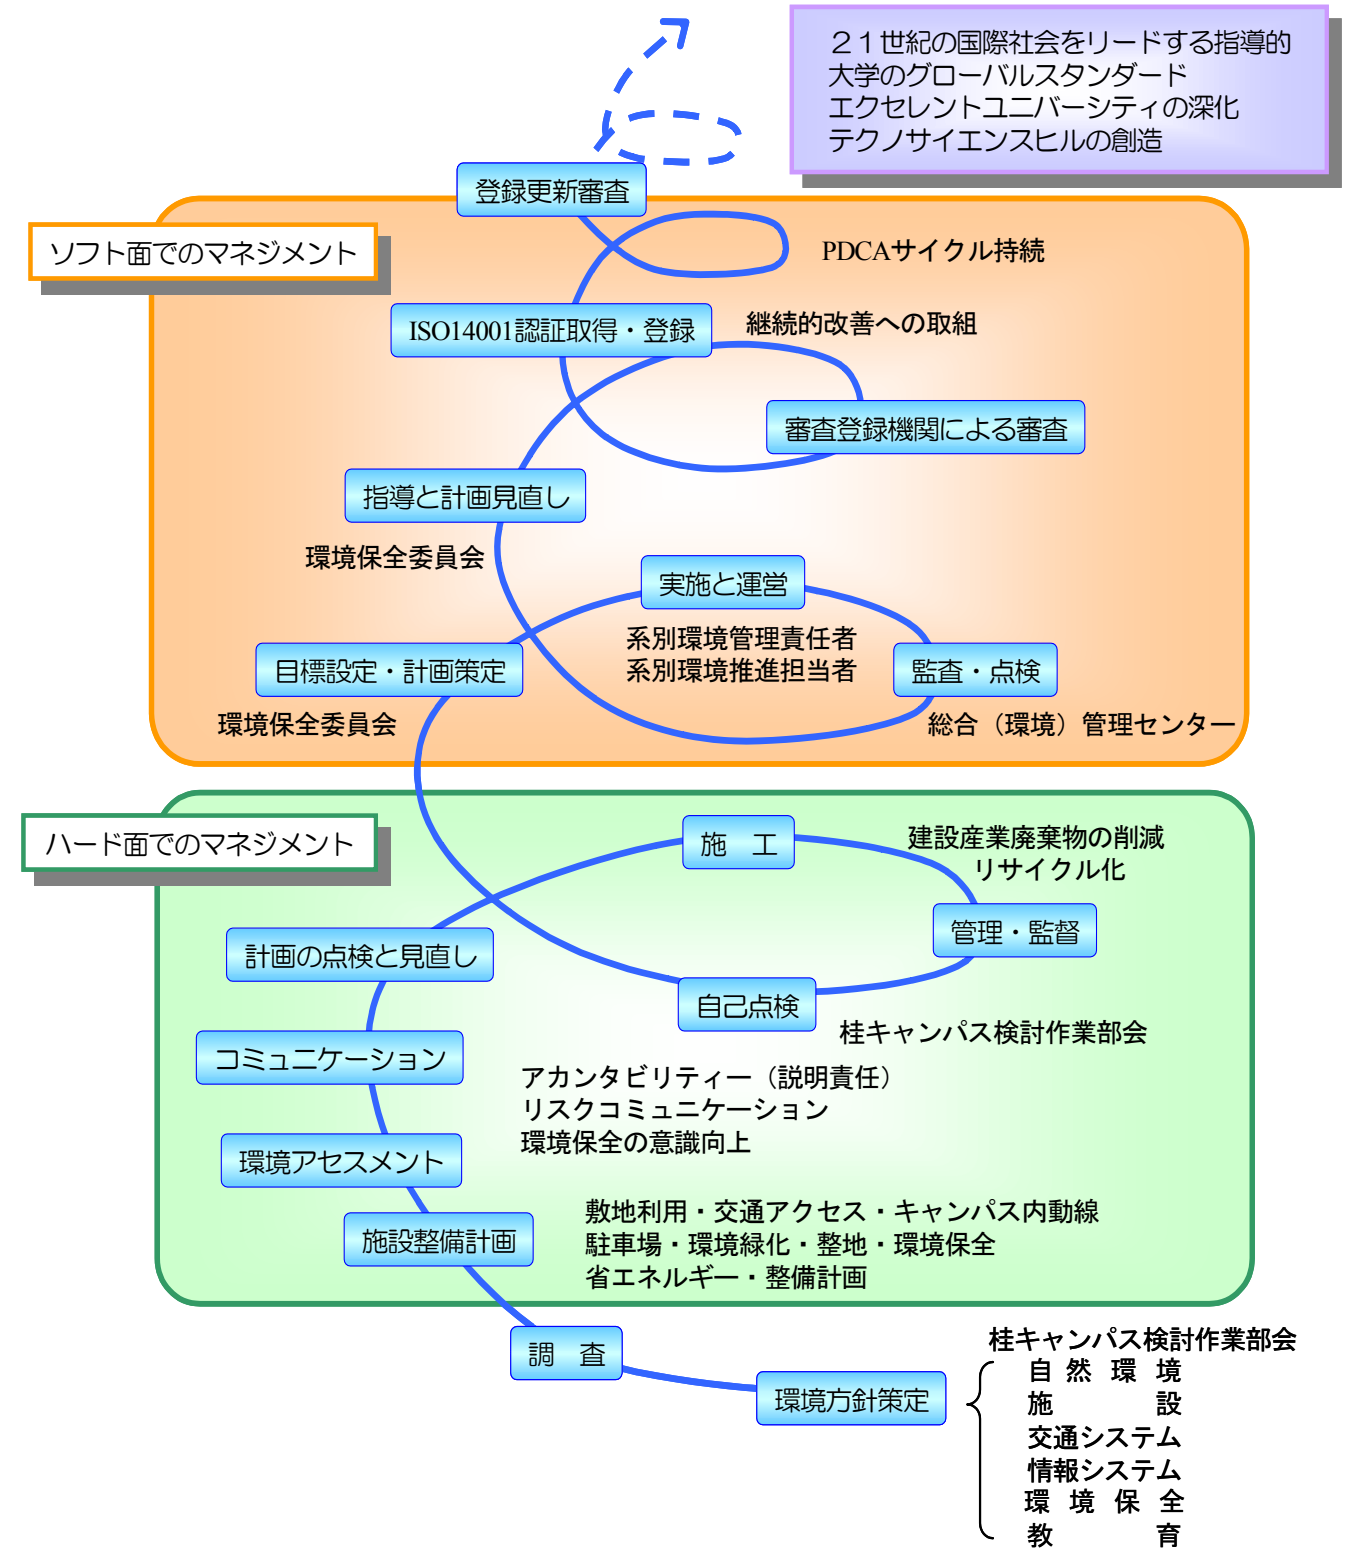 ２１世紀の国際社会をリードする指導的
大学のグローバルスタンダード
エクセレントユニバーシティの深化
テクノサイエンスヒルの創造
登録更新審査
ソフト面でのマネジメント
PDCAサイクル持続
ISO14001認証取得・登録
継続的改善への取組
審査登録機関による審査
指導と計画見直し
環境保全委員会
実施と運営
系別環境管理責任者
系別環境推進担当者
目標設定・計画策定
監査・点検
環境保全委員会
総合（環境）管理センター
ハード面でのマネジメント
施　工
建設産業廃棄物の削減
リサイクル化
管理・監督
計画の点検と見直し
自己点検
桂キャンパス検討作業部会
コミュニケーション
アカンタビリティー（説明責任）
リスクコミュニケーション
環境保全の意識向上
環境アセスメント
施設整備計画
敷地利用・交通アクセス・キャンパス内動線
駐車場・環境緑化・整地・環境保全
省エネルギー・整備計画
調　査
環境方針策定
桂キャンパス検討作業部会
自 然 環 境
施　　　　設
交通システム
情報システム
環 境 保 全
教　　　　育